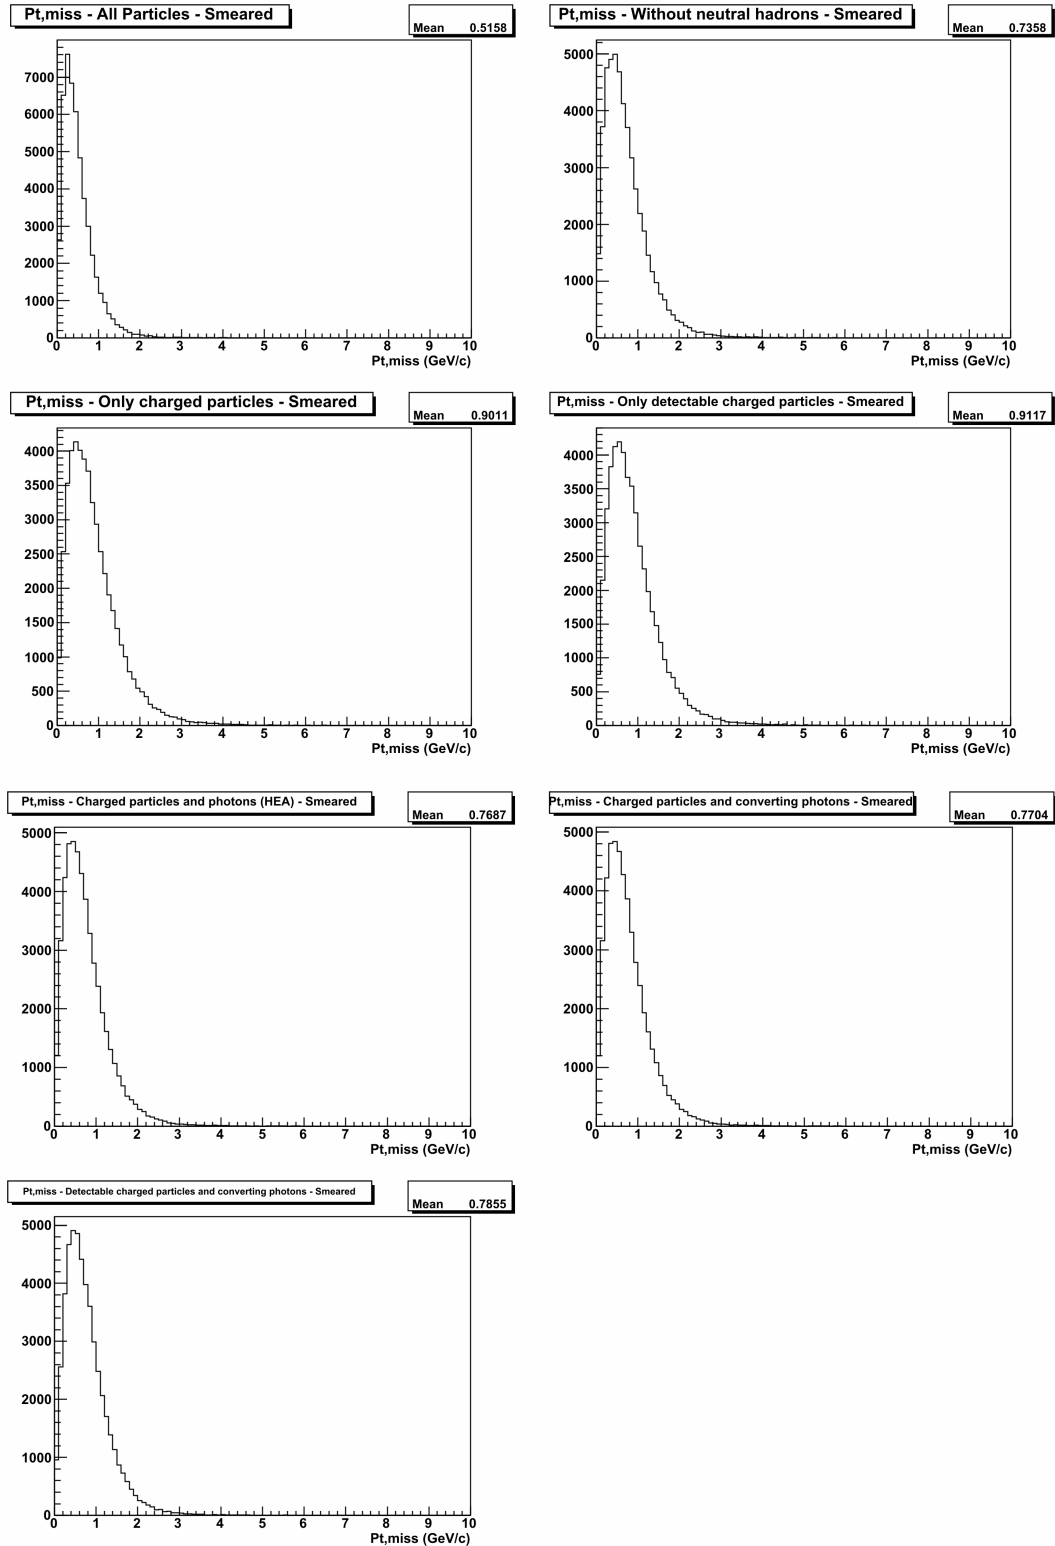 Pt,miss - All Particles - Smeared
Mean 0.5158
7000
6000
5000
4000
3000
2000
1000
0
0 1 2 3 4 5 6 7 8 9 10
Pt,miss (GeV/c)
Pt,miss - Without neutral hadrons - Smeared
Mean 0.7358
5000
4000
3000
2000
1000
0
0 1 2 3 4 5 6 7 8 9 10
Pt,miss (GeV/c)
Pt,miss - Only charged particles - Smeared
Mean 0.9011
4000
3500
3000
2500
2000
1500
1000
500
0
0 1 2 3 4 5 6 7 8 9 10
Pt,miss (GeV/c)
Pt,miss - Only detectable charged particles - Smeared
Mean 0.9117
4000
3500
3000
2500
2000
1500
1000
500
0
0 1 2 3 4 5 6 7 8 9 10
Pt,miss (GeV/c)
Pt,miss - Charged particles and photons (HEA) - Smeared
Mean 0.7687
5000
4000
3000
2000
1000
0
0 1 2 3 4 5 6 7 8 9 10
Pt,miss (GeV/c)
Pt,miss - Charged particles and converting photons - Smeared
Mean 0.7704
5000
4000
3000
2000
1000
0
0 1 2 3 4 5 6 7 8 9 10
Pt,miss (GeV/c)
Pt,miss - Detectable charged particles and converting photons - Smeared
Mean 0.7855
5000
4000
3000
2000
1000
0
0 1 2 3 4 5 6 7 8 9 10
Pt,miss (GeV/c)